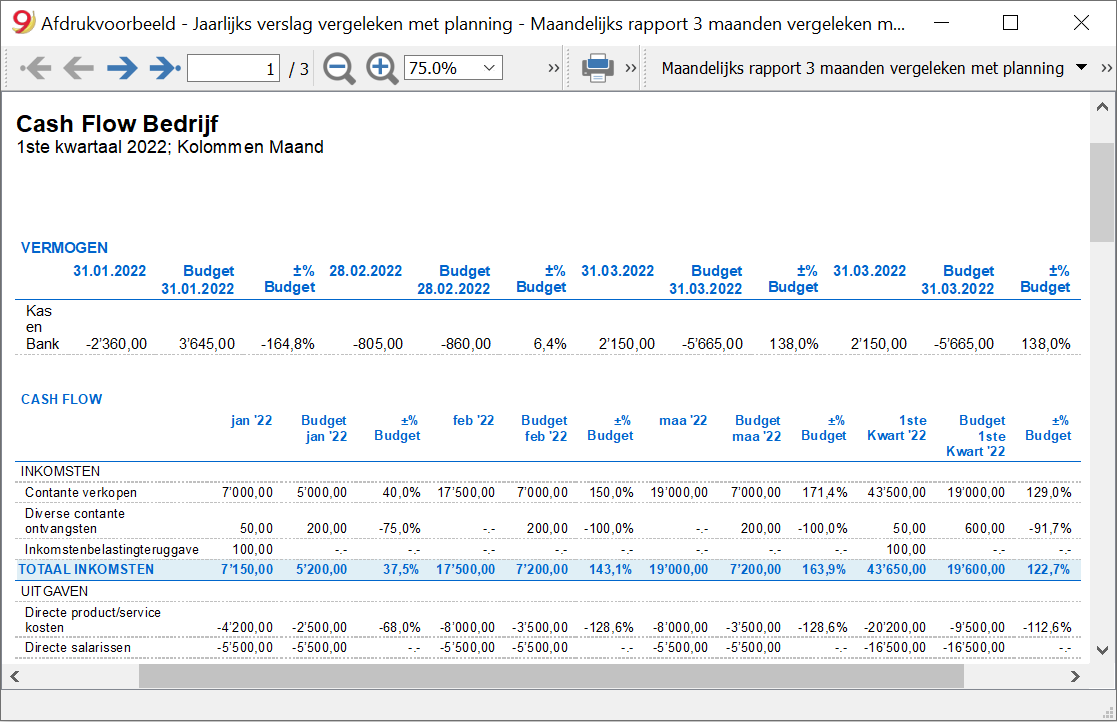 Afdrukvoorbeeld - Jaarlijks verslag vergeleken met planning - Maandelijks rapport 3 maanden vergeleken m...
1 / 3 75.0% » » Maandelijks rapport 3 maanden vergeleken met planning »
Cash Flow Bedrijf
1ste kwartaal 2022; Kolommen Maand
VERMOGEN
31.01.2022 Budget ±% 28.02.2022 Budget ±% 31.03.2022 Budget ±% 31.03.2022 Budget ±%
31.01.2022 Budget 28.02.2022 Budget 31.03.2022 Budget 31.03.2022 Budget
Kas
en
Bank -2'360,00 3'645,00 -164,8% -805,00 -860,00 6,4% 2'150,00 -5'665,00 138,0% 2'150,00 -5'665,00 138,0%
CASH FLOW
jan '22 Budget ±% feb '22 Budget ±% maa '22 Budget ±% 1ste Budget ±%
jan '22 Budget feb '22 Budget maa '22 Budget Kwart '22 1ste Budget
Kwart '22
INKOMSTEN
Contante verkopen 7'000,00 5'000,00 40,0% 17'500,00 7'000,00 150,0% 19'000,00 7'000,00 171,4% 43'500,00 19'000,00 129,0%
Diverse contante
ontvangsten 50,00 200,00 -75,0% -.- 200,00 -100,0% -.- 200,00 -100,0% 50,00 600,00 -91,7%
Inkomstenbelastingteruggave 100,00 -.- -.- -.- -.- -.- -.- -.- -.- 100,00 -.- -.-
TOTAAL INKOMSTEN 7'150,00 5'200,00 37,5% 17'500,00 7'200,00 143,1% 19'000,00 7'200,00 163,9% 43'650,00 19'600,00 122,7%
UITGAVEN
Directe product/service
kosten -4'200,00 -2'500,00 -68,0% -8'000,00 -3'500,00 -128,6% -8'000,00 -3'500,00 -128,6% -20'200,00 -9'500,00 -112,6%
Directe salarissen -5'500,00 -5'500,00 -.- -5'500,00 -5'500,00 -.- -5'500,00 -5'500,00 -.- -16'500,00 -16'500,00 -.-